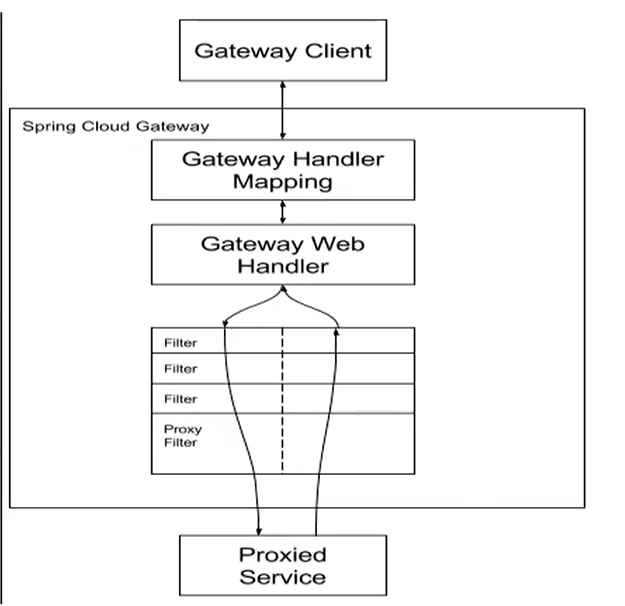 Gateway Client
Spring Cloud Gateway
Gateway Handler
Mapping
Gateway Web
Handler
Filter
Filter
Filter
Proxy
Filter
Proxied
Service